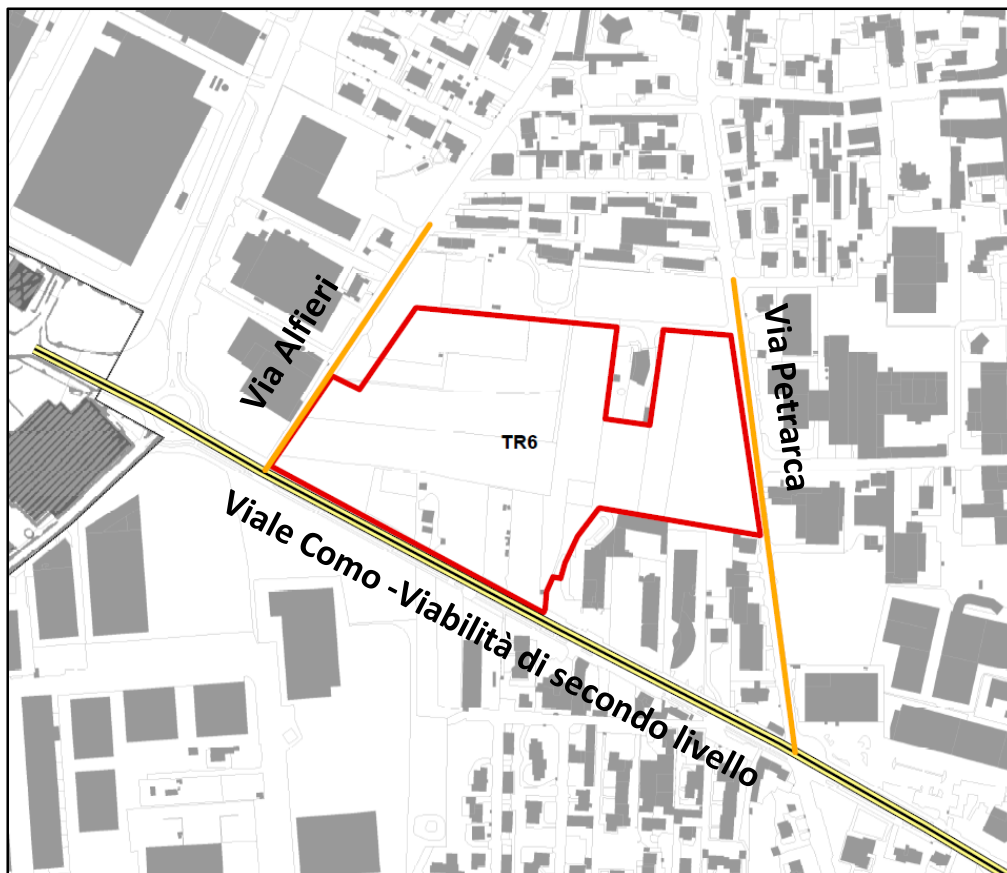 Via Alfieri
Via Petrarca
TR6
Viale Como -Viabilità di secondo livello